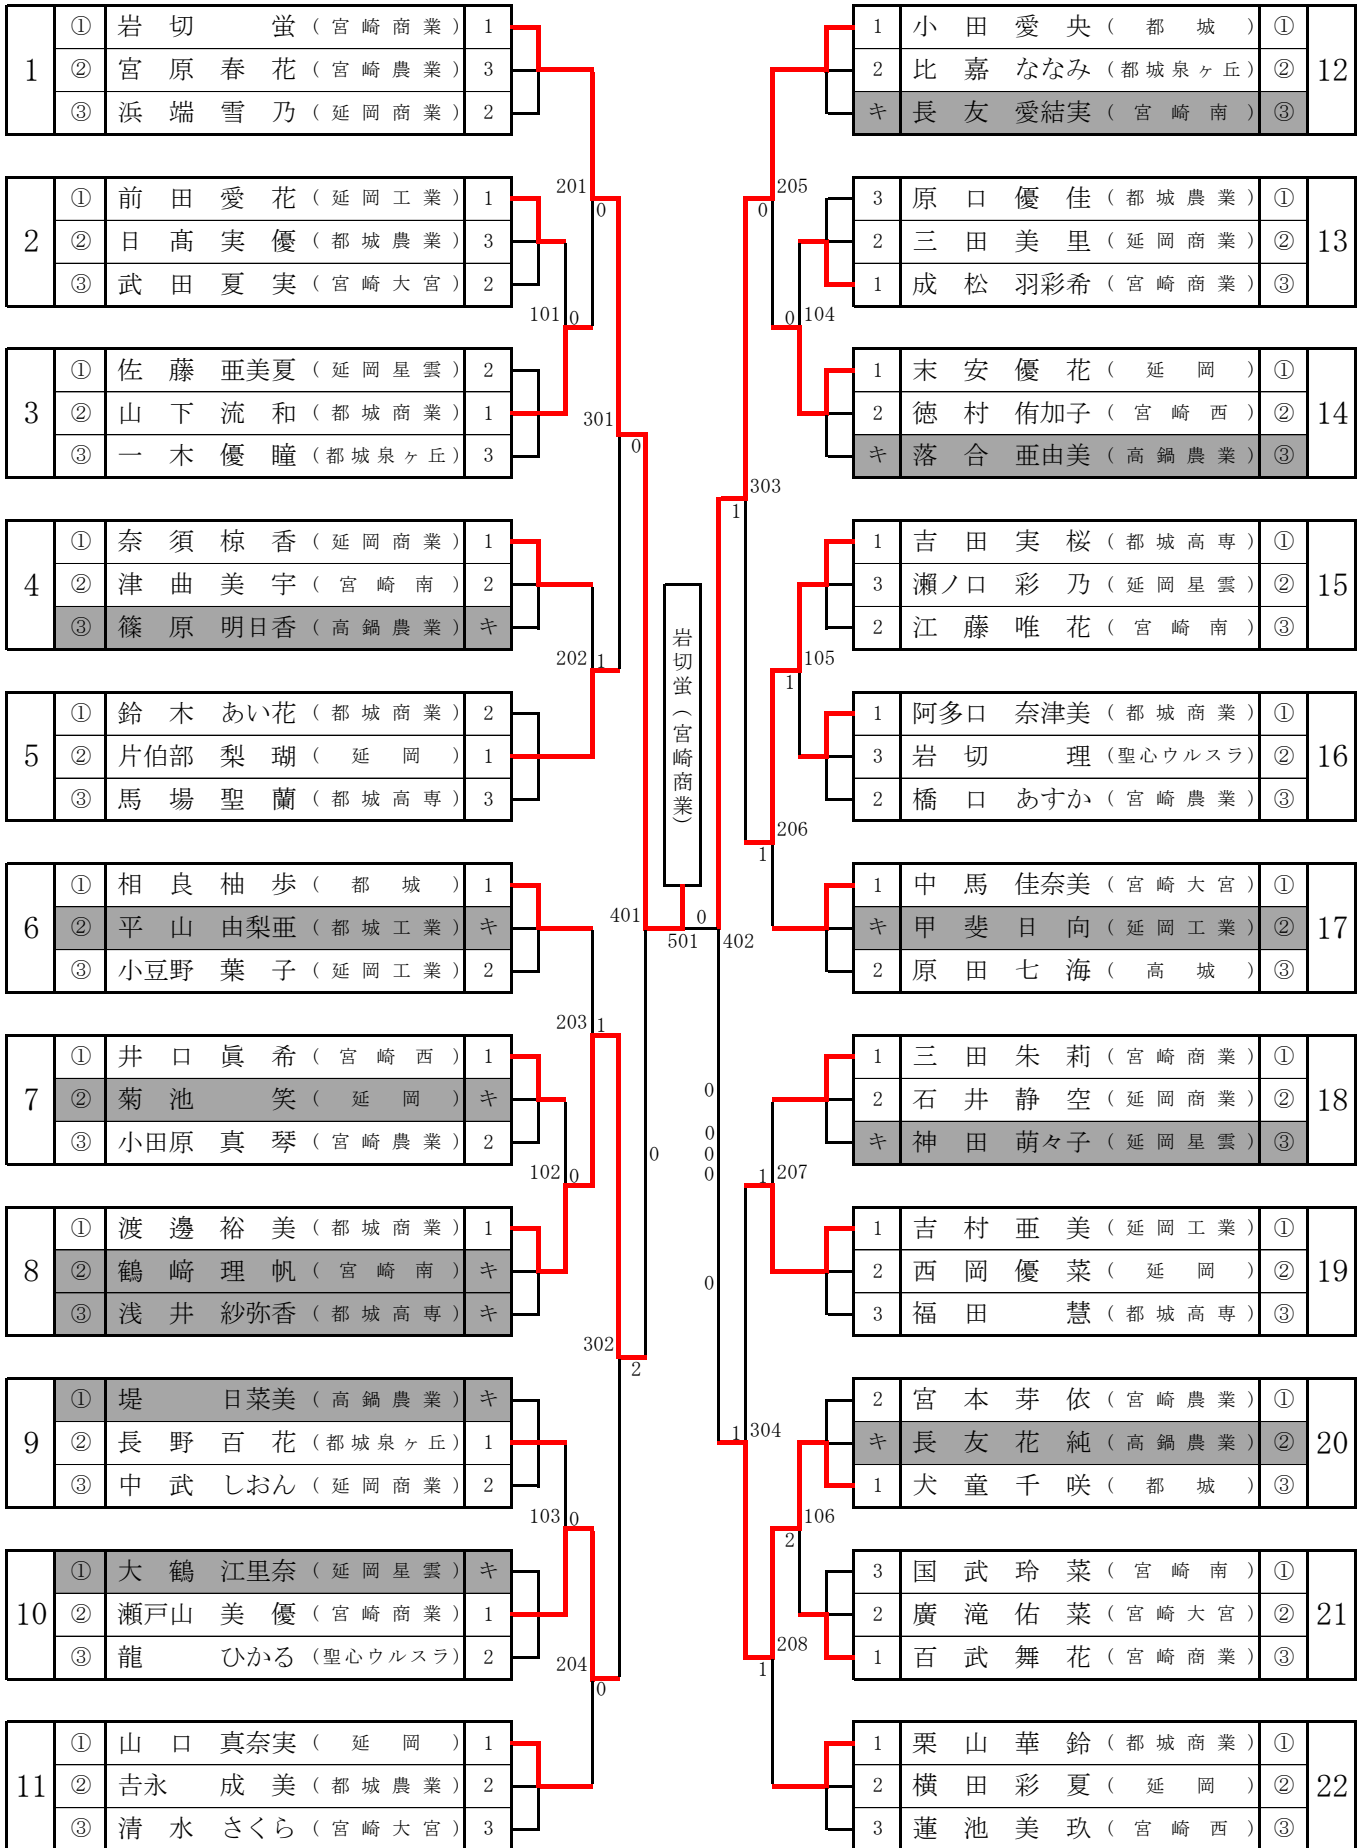 1
① 岩切 蛍 (宮崎商業) 1
② 宮原春花 (宮崎農業) 3
③ 浜端雪乃 (延岡商業) 2
2
① 前田愛花 (延岡工業) 1
② 日髙実優 (都城農業) 3
③ 武田夏実 (宮崎大宮) 2
3
① 佐藤亜美夏 (延岡星雲) 2
② 山下流和 (都城商業) 1
③ 一木優瞳 (都城泉ヶ丘) 3
4
① 奈須椋香 (延岡商業) 1
② 津曲美宇 (宮崎南) 2
③ 篠原明日香 (高鍋農業) キ
5
① 鈴木あい花 (都城商業) 2
② 片伯部梨瑚 (延岡) 1
③ 馬場聖蘭 (都城高専) 3
6
① 相良柚歩 (都城) 1
② 平山由梨亜 (都城工業) キ
③ 小豆野葉子 (延岡工業) 2
7
① 井口眞希 (宮崎西) 1
② 菊池 笑 (延岡) キ
③ 小田原真琴 (宮崎農業) 2
8
① 渡邊裕美 (都城商業) 1
② 鶴﨑理帆 (宮崎南) キ
③ 浅井紗弥香 (都城高専) キ
9
① 堤 日菜美 (高鍋農業) キ
② 長野百花 (都城泉ヶ丘) 1
③ 中武しおん (延岡商業) 2
10
① 大鶴江里奈 (延岡星雲) キ
② 瀬戸山美優 (宮崎商業) 1
③ 龍 ひかる (聖心ウルスラ) 2
11
① 山口真奈実 (延岡) 1
② 吉永成美 (都城農業) 2
③ 清水さくら (宮崎大宮) 3
201
0
101 0
301
0
202 1
401
203 1
102 0
0
302
2
103 0
204
0
岩切蛍(宮崎商業)
501
0
402
0
0
0
0
0
205
0
0 104
303
1
105
1
206
1
1 207
1 304
106
2
208
1
1 小田愛央 (都城) ①
2 比嘉ななみ (都城泉ヶ丘) ②
キ 長友愛結実 (宮崎南) ③
12
3 原口優佳 (都城農業) ①
2 三田美里 (延岡商業) ②
1 成松羽彩希 (宮崎商業) ③
13
1 末安優花 (延岡) ①
2 徳村侑加子 (宮崎西) ②
キ 落合亜由美 (高鍋農業) ③
14
1 吉田実桜 (都城高専) ①
3 瀬ノ口彩乃 (延岡星雲) ②
2 江藤唯花 (宮崎南) ③
15
1 阿多口奈津美 (都城商業) ①
3 岩切 理 (聖心ウルスラ) ②
2 橋口あすか (宮崎農業) ③
16
1 中馬佳奈美 (宮崎大宮) ①
キ 甲斐日向 (延岡工業) ②
2 原田七海 (高城) ③
17
1 三田朱莉 (宮崎商業) ①
2 石井静空 (延岡商業) ②
キ 神田萌々子 (延岡星雲) ③
18
1 吉村亜美 (延岡工業) ①
2 西岡優菜 (延岡) ②
3 福田 慧 (都城高専) ③
19
2 宮本芽依 (宮崎農業) ①
キ 長友花純 (高鍋農業) ②
1 犬童千咲 (都城) ③
20
3 国武玲菜 (宮崎南) ①
2 廣滝佑菜 (宮崎大宮) ②
1 百武舞花 (宮崎商業) ③
21
1 栗山華鈴 (都城商業) ①
2 横田彩夏 (延岡) ②
3 蓮池美玖 (宮崎西) ③
22